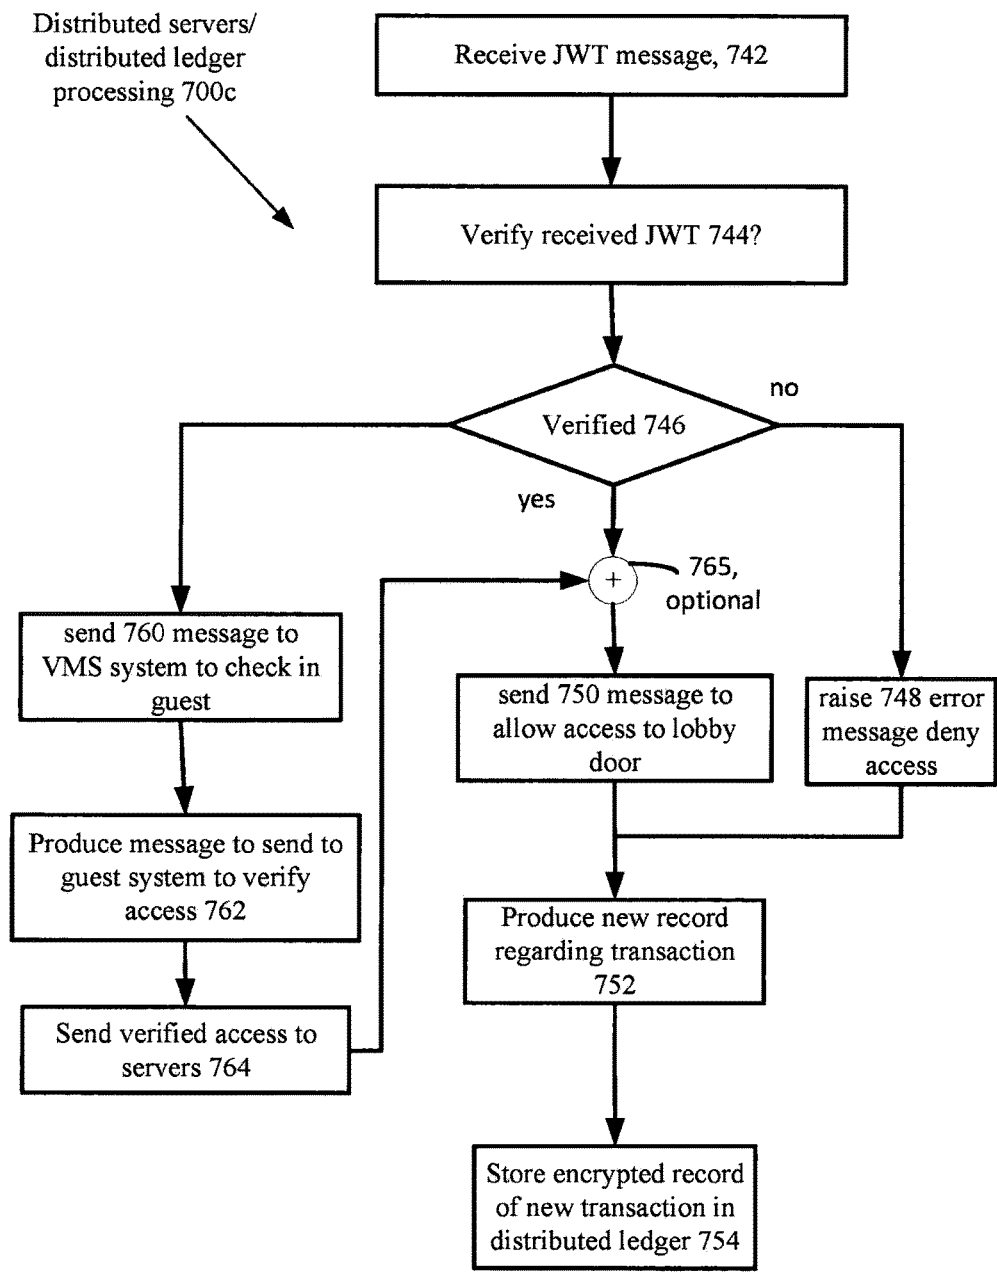 Distributed servers/
distributed ledger
processing 700c
Receive JWT message, 742
Verify received JWT 744?
Verified 746
no
yes
+
765,
optional
send 760 message to
VMS system to check in
guest
send 750 message to
allow access to lobby
door
raise 748 error
message deny
access
Produce message to send to
guest system to verify
access 762
Produce new record
regarding transaction
752
Send verified access to
servers 764
Store encrypted record
of new transaction in
distributed ledger 754